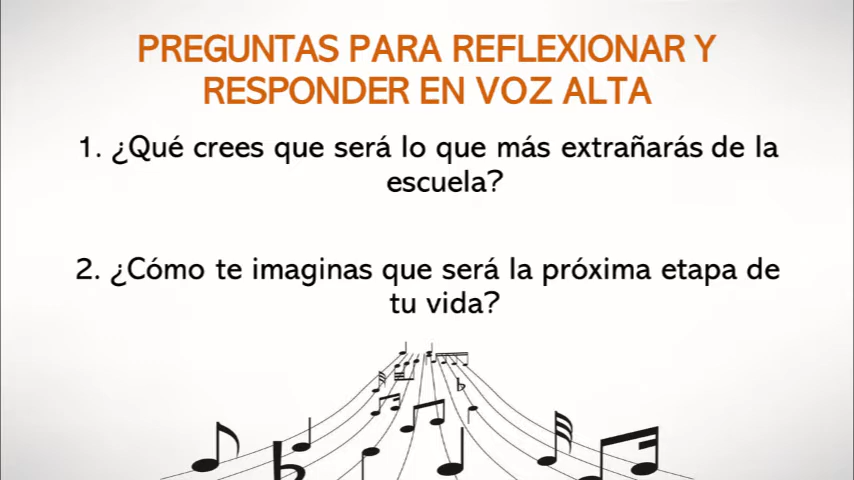 PREGUNTAS PARA REFLEXIONAR Y
RESPONDER EN VOZ ALTA
1. ¿Qué crees que será lo que más extrañarás de la
escuela?
2. ¿Cómo te imaginas que será la próxima etapa de
tu vida?